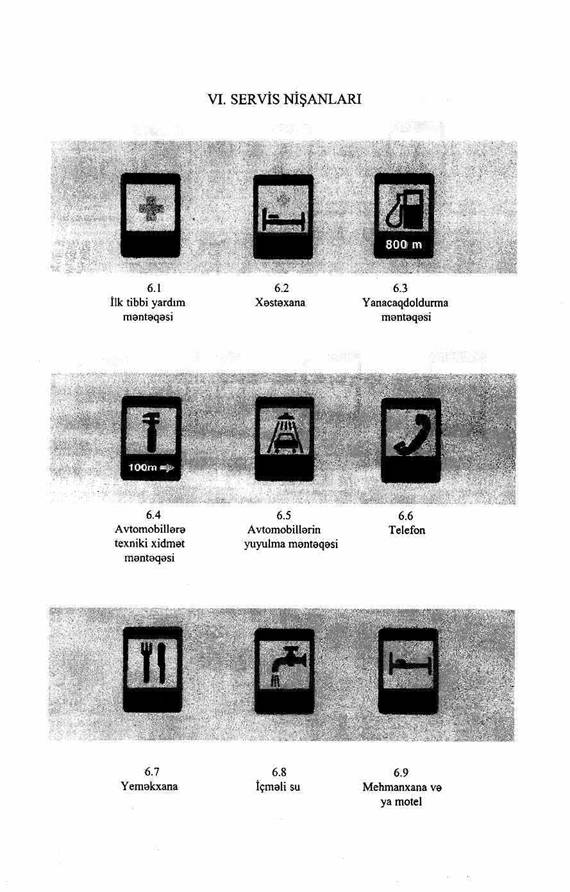 VI. SERVİS NİŞANLARI
800 m
6.1
İlk tibbi yardım
məntəqəsi
6.2
Xəstəxana
6.3
Yanacaqdoldurma
məntəqəsi
100m
6.4
Avtomobillərə
texniki xidmət
məntəqəsi
6.5
Avtomobillərin
yuyulma məntəqəsi
6.6
Telefon
6.7
Yeməkxana
6.8
İçməli su
6.9
Mehmanxana və
ya motel